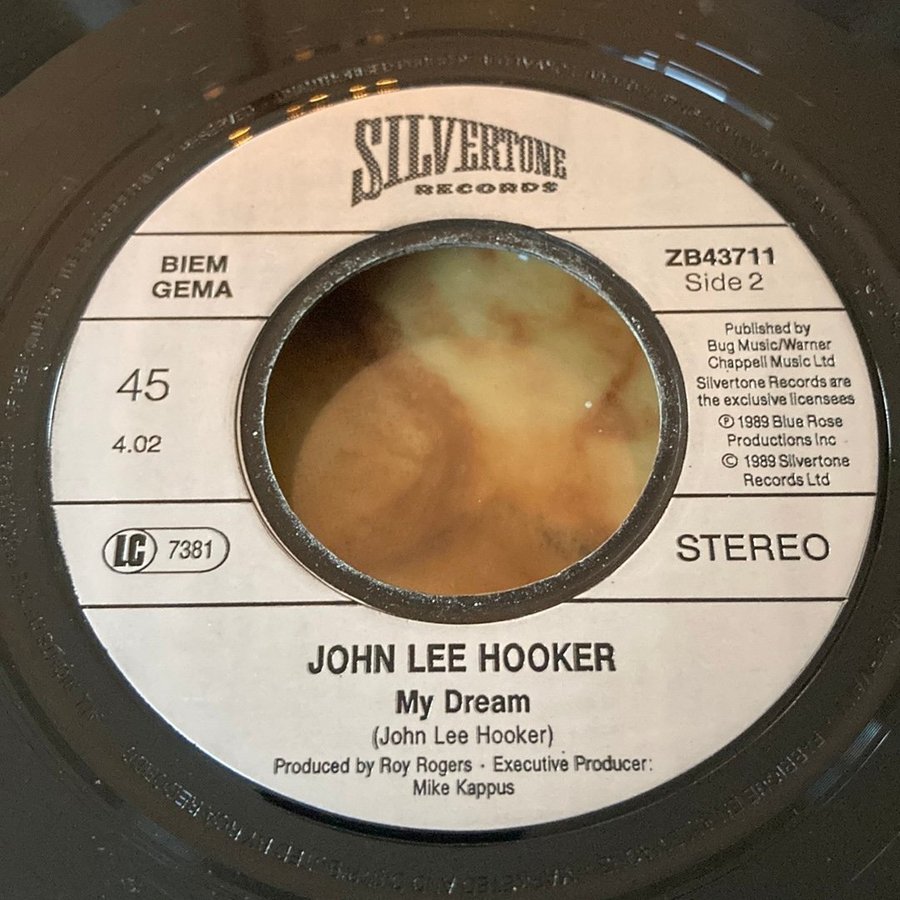 SILVERTONE
RECORDS
BIEM
GEMA
ZB43711
Side 2
45
4.02
Published by
Bug Music/Warner
Chappell Music Ltd
Silvertone Records are
the exclusive licensees
℗ 1989 Blue Rose
Productions Inc
© 1989 Silvertone
Records Ltd
LC 7381
STEREO
JOHN LEE HOOKER
My Dream
(John Lee Hooker)
Produced by Roy Rogers · Executive Producer:
Mike Kappus